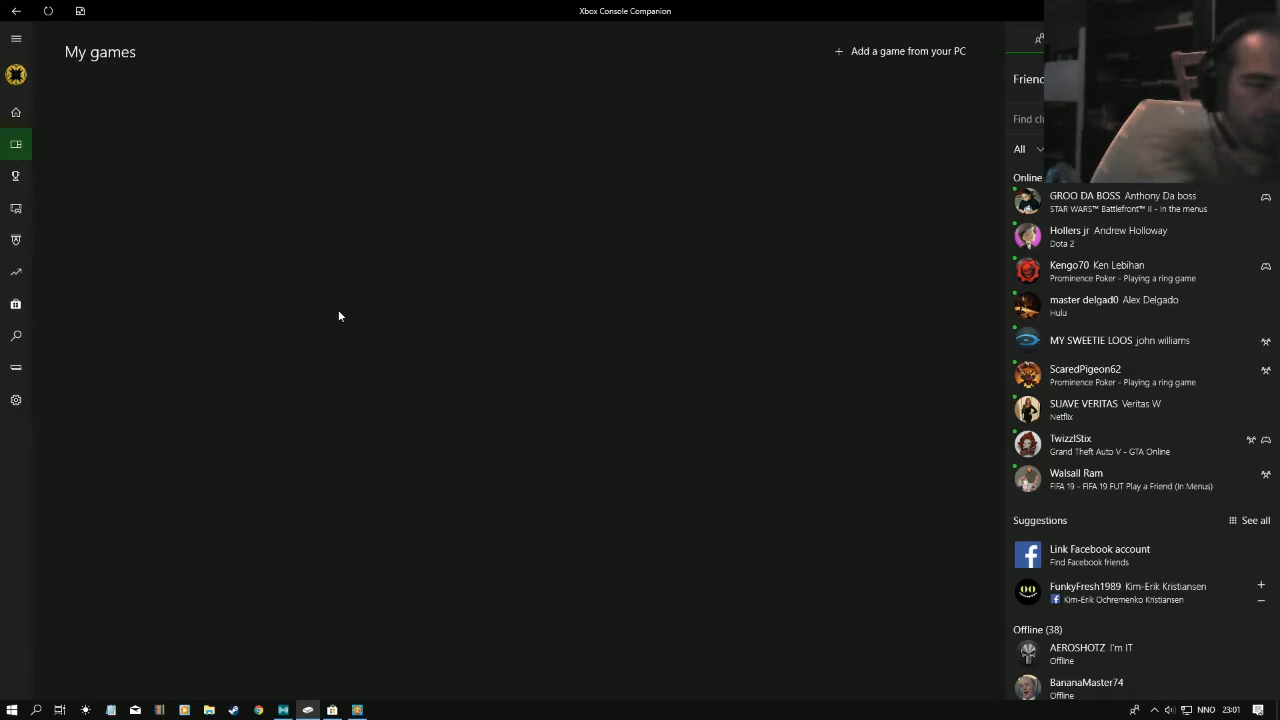 Xbox Console Companion
My games
+ Add a game from your PC
Friend
Find cl
All
Online
GROO DA BOSS Anthony Da boss
STAR WARS™ Battlefront™ II - In the menus
Hollers jr Andrew Holloway
Dota 2
Kengo70 Ken Lebihan
Prominence Poker - Playing a ring game
master delgad0 Alex Delgado
Hulu
MY SWEETIE LOOS john williams
ScaredPigeon62
Prominence Poker - Playing a ring game
SUAVE VERITAS Veritas W
Netflix
TwizzlStix
Grand Theft Auto V - GTA Online
Walsall Ram
FIFA 19 - FIFA 19 FUT Play a Friend (In Menus)
Suggestions See all
Link Facebook account
Find Facebook friends
FunkyFresh1989 Kim-Erik Kristiansen
Kim-Erik Ochremenko Kristiansen
Offline (38)
AEROSHOTZ I'm IT
Offline
BananaMaster74
Offline
NNO 23:01